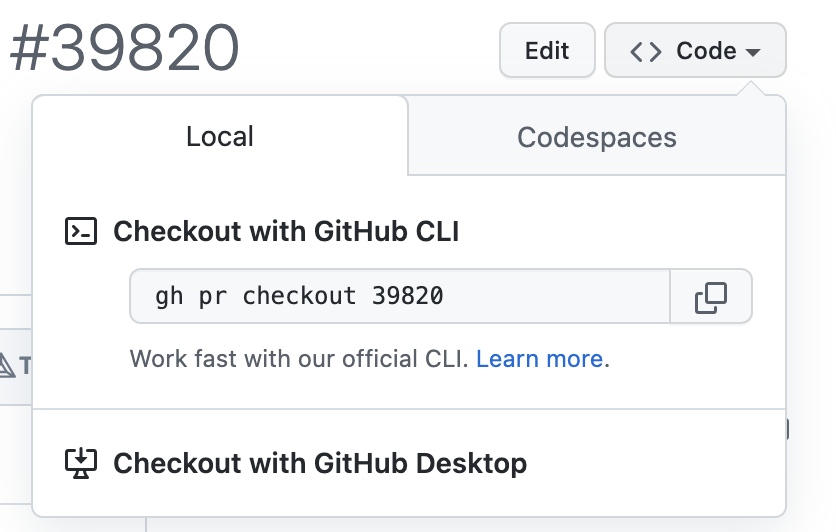 #39820
Edit
<> Code
Local
Codespaces
Checkout with GitHub CLI
gh pr checkout 39820
Work fast with our official CLI. Learn more.
T
Checkout with GitHub Desktop